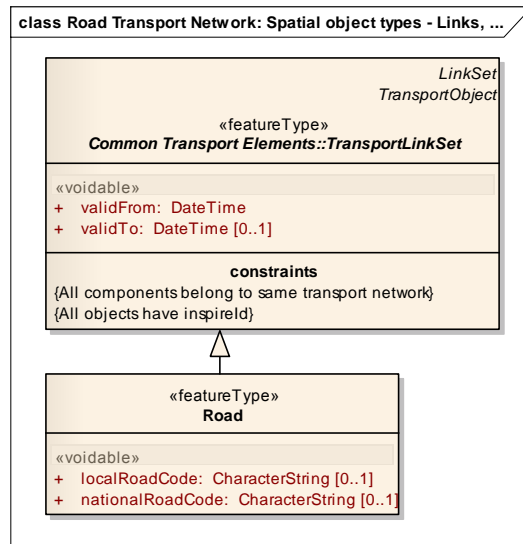 class Road Transport Network: Spatial object types - Links, ...
LinkSet
TransportObject
«featureType»
Common Transport Elements::TransportLinkSet
«voidable»
+ validFrom: DateTime
+ validTo: DateTime [0..1]
constraints
{All components belong to same transport network}
{All objects have inspireId}
«featureType»
Road
«voidable»
+ localRoadCode: CharacterString [0..1]
+ nationalRoadCode: CharacterString [0..1]